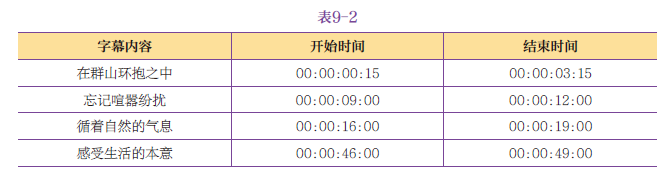 表9-2
字幕内容 开始时间 结束时间
在群山环抱之中 00:00:00:15 00:00:03:15
忘记喧嚣纷扰 00:00:09:00 00:00:12:00
循着自然的气息 00:00:16:00 00:00:19:00
感受生活的本意 00:00:46:00 00:00:49:00